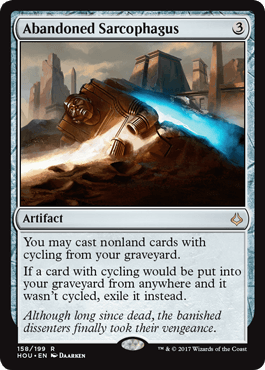 Abandoned Sarcophagus 3
Artifact
You may cast nonland cards with
cycling from your graveyard.
If a card with cycling would be put into
your graveyard from anywhere and it
wasn't cycled, exile it instead.
Although long since dead, the banished
dissenters finally took their vengeance.
158/199 R
HOU • EN DAARKEN
™ & © 2017 Wizards of the Coast